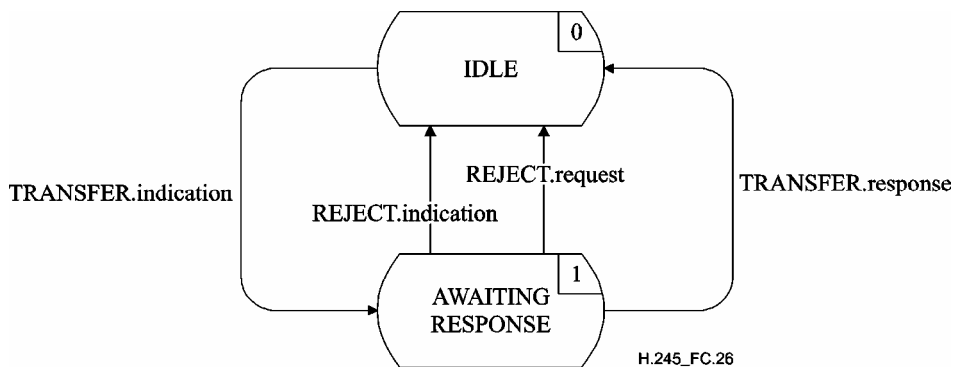 0
IDLE
REJECT.request
TRANSFER.indication
TRANSFER.response
REJECT.indication
1
AWAITING
RESPONSE
H.245_FC.26